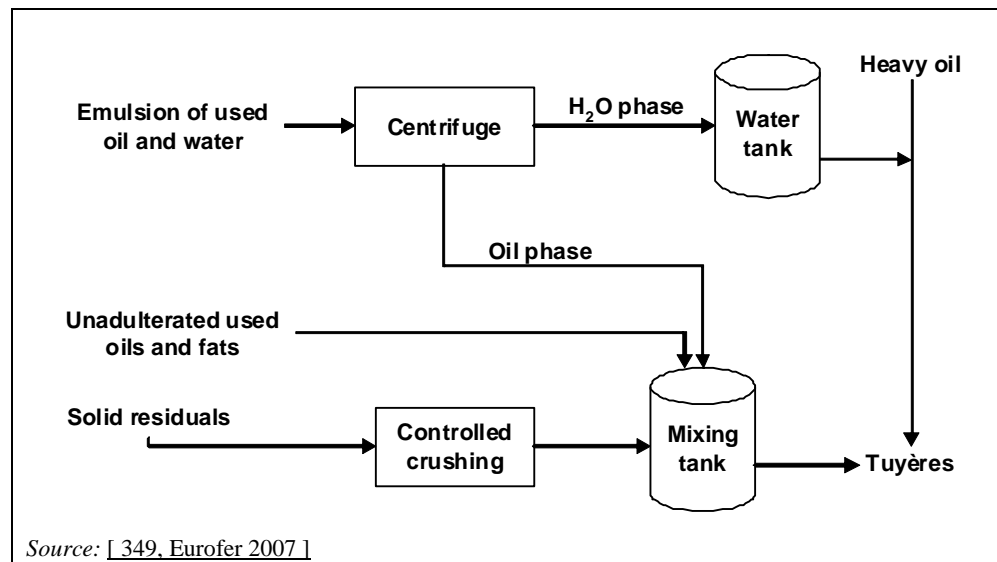 Heavy oil
Emulsion of used
oil and water
Centrifuge
H₂O phase
Water
tank
Oil phase
Unadulterated used
oils and fats
Solid residuals
Controlled
crushing
Mixing
tank
Tuyères
Source: [ 349, Eurofer 2007 ]